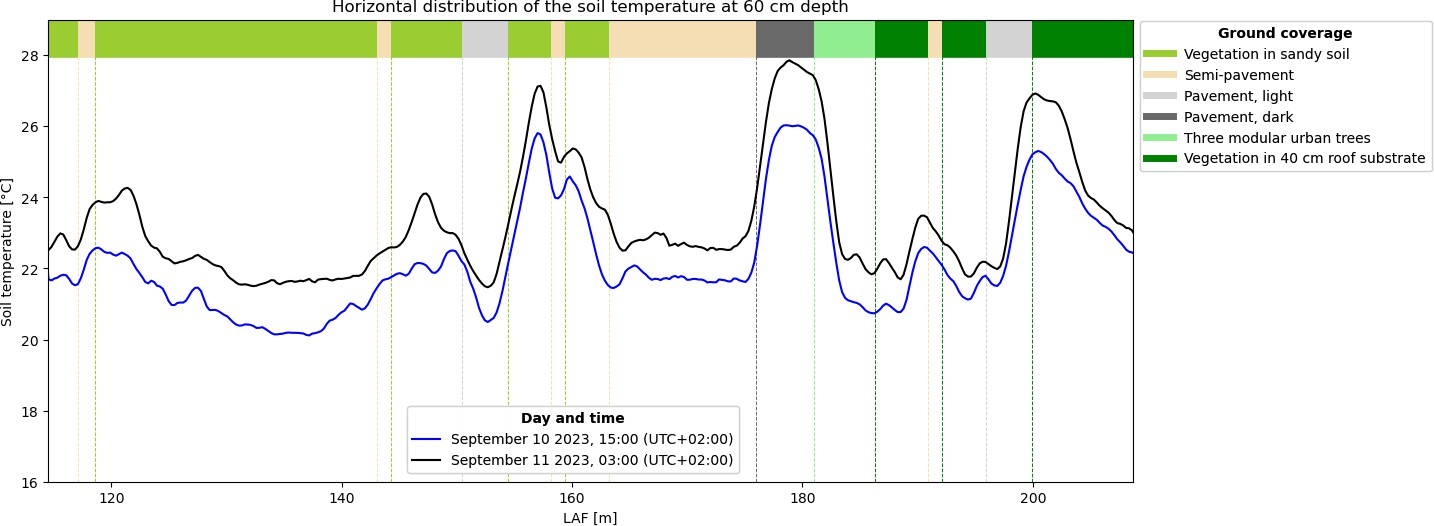 Horizontal distribution of the soil temperature at 60 cm depth
Ground coverage
Vegetation in sandy soil
Semi-pavement
Pavement, light
Pavement, dark
Three modular urban trees
Vegetation in 40 cm roof substrate
Soil temperature [°C]
28
26
24
22
20
18
16
Day and time
September 10 2023, 15:00 (UTC+02:00)
September 11 2023, 03:00 (UTC+02:00)
120
140
160
180
200
LAF [m]